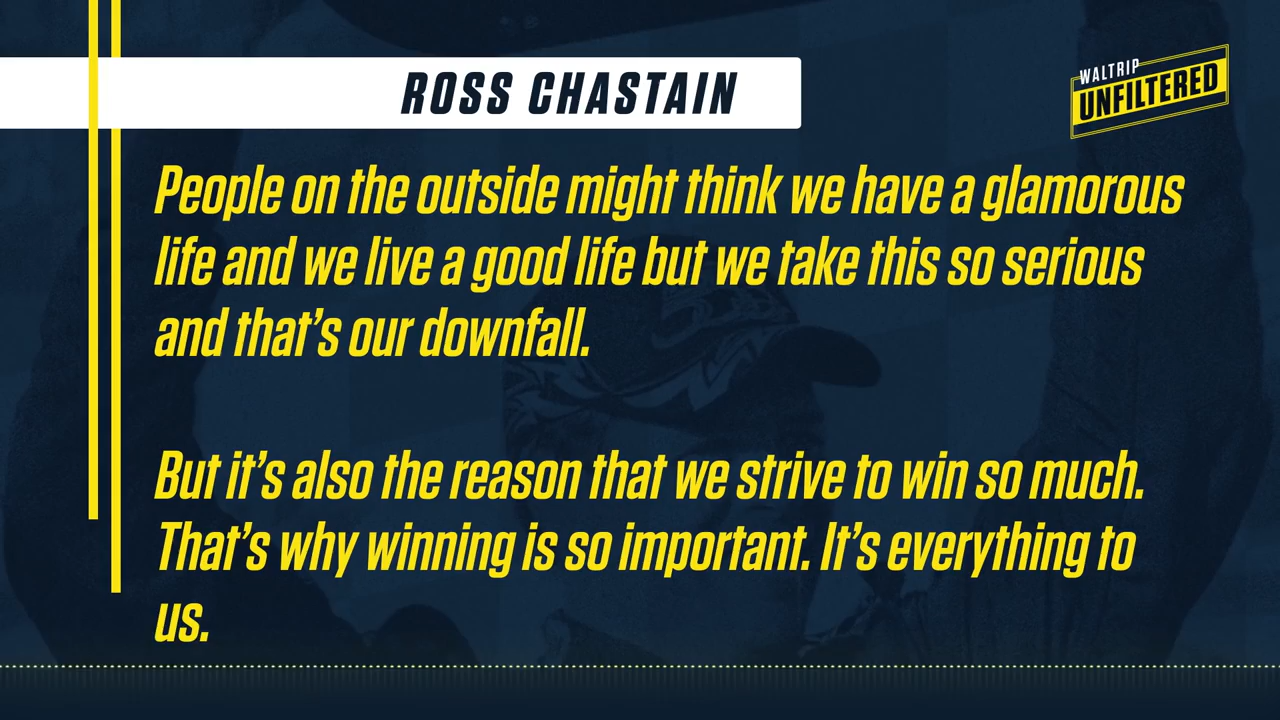 ROSS CHASTAIN
WALTRIP
UNFILTERED
People on the outside might think we have a glamorous
life and we live a good life but we take this so serious
and that's our downfall.
But it's also the reason that we strive to win so much.
That's why winning is so important. It's everything to
us.